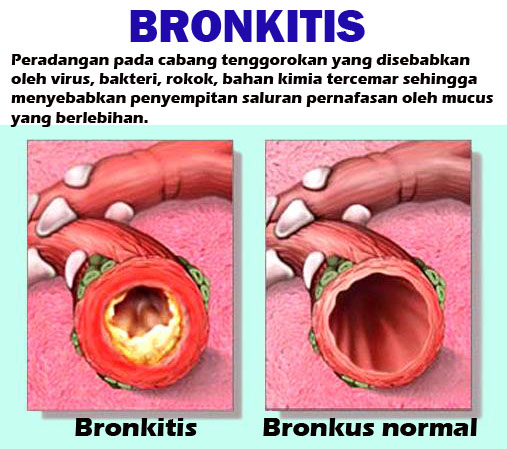 BRONKITIS
Peradangan pada cabang tenggorokan yang disebabkan
oleh virus, bakteri, rokok, bahan kimia tercemar sehingga
menyebabkan penyempitan saluran pernafasan oleh mucus
yang berlebihan.
Bronkitis
Bronkus normal